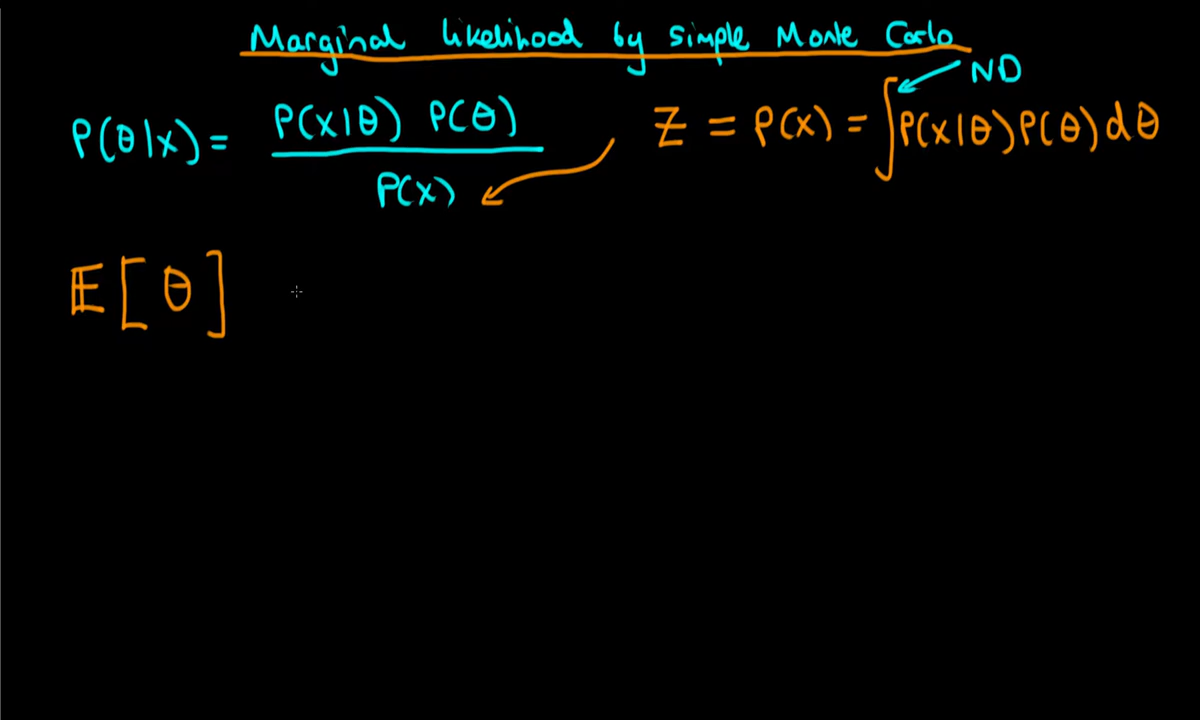 Marginal likelihood by simple Monte Carlo
ND
P(θ|x) = P(x|θ) P(θ) / P(x)
Z = P(x) = ∫P(x|θ)P(θ)dθ
𝔼[θ]